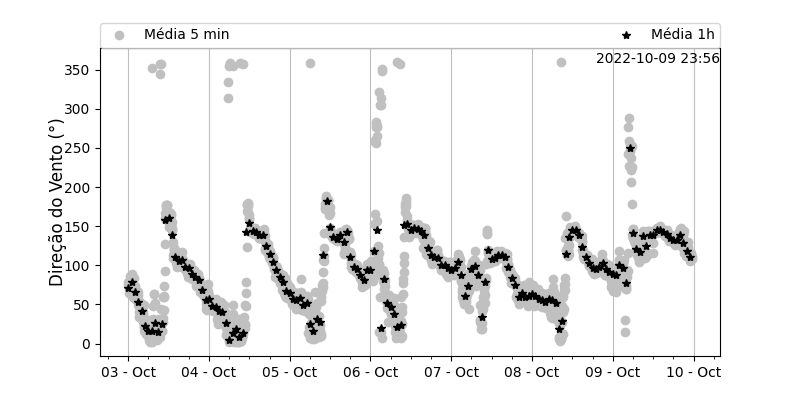 Média 5 min
Média 1h
2022-10-09 23:56
Direção do Vento (°)
350
300
250
200
150
100
50
0
03 - Oct
04 - Oct
05 - Oct
06 - Oct
07 - Oct
08 - Oct
09 - Oct
10 - Oct